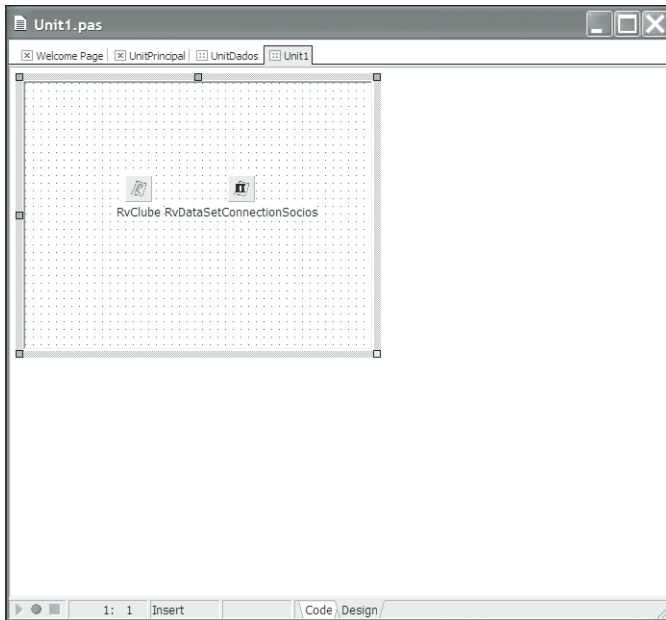 Unit1.pas
Welcome Page UnitPrincipal UnitDados Unit1
RvClube RvDataSetConnectionSocios
1: 1 Insert Code Design